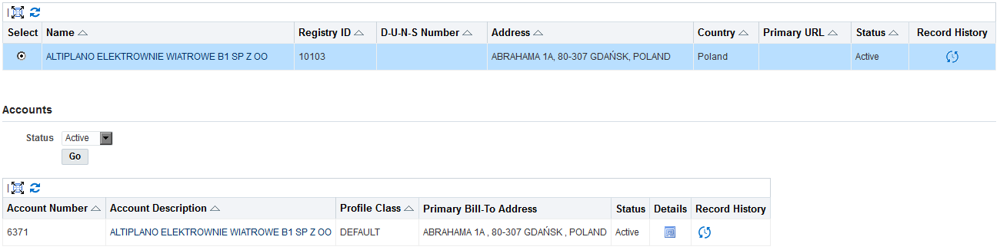 Select Name Registry ID D-U-N-S Number Address Country Primary URL Status Record History
ALTIPLANO ELEKTROWNIE WIATROWE B1 SP Z OO 10103 ABRAHAMA 1A, 80-307 GDAŃSK, POLAND Poland Active
Accounts
Status Active
Go
Account Number Account Description Profile Class Primary Bill-To Address Status Details Record History
6371 ALTIPLANO ELEKTROWNIE WIATROWE B1 SP Z OO DEFAULT ABRAHAMA 1A , 80-307 GDAŃSK , POLAND Active